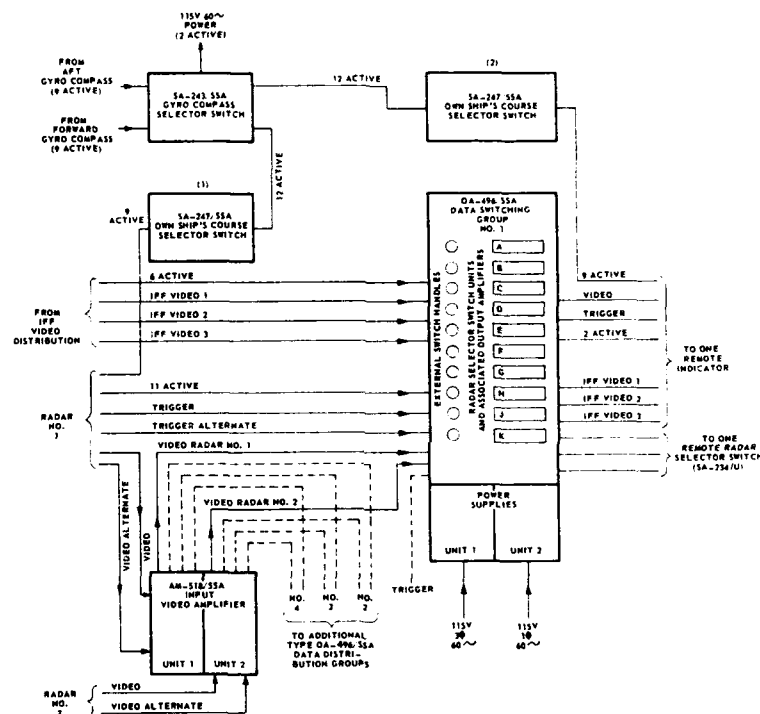 115V 60~
POWER
(2 ACTIVE)
FROM
AFT
GYRO COMPASS
(9 ACTIVE)
FROM
FORWARD
GYRO COMPASS
(9 ACTIVE)
SA-243/SSA
GYRO COMPASS
SELECTOR SWITCH
12 ACTIVE
(2)
SA-247/SSA
OWN SHIP'S COURSE
SELECTOR SWITCH
12 ACTIVE
9
ACTIVE
(1)
SA-247/SSA
OWN SHIP'S COURSE
SELECTOR SWITCH
OA-496/SSA
DATA SWITCHING
GROUP
NO. 1
EXTERNAL SWITCH HANDLES
RADAR SELECTOR SWITCH UNITS
AND ASSOCIATED OUTPUT AMPLIFIERS
A
B
C
D
E
F
G
H
J
K
FROM
IFF
VIDEO
DISTRIBUTION
6 ACTIVE
IFF VIDEO 1
IFF VIDEO 2
IFF VIDEO 3
RADAR
NO.
1
11 ACTIVE
TRIGGER
TRIGGER ALTERNATE
VIDEO RADAR NO. 1
VIDEO RADAR NO. 2
VIDEO ALTERNATE
VIDEO
9 ACTIVE
VIDEO
TRIGGER
2 ACTIVE
IFF VIDEO 1
IFF VIDEO 2
IFF VIDEO 3
TO ONE
REMOTE
INDICATOR
TO ONE
REMOTE RADAR
SELECTOR SWITCH
(SA-234/U)
POWER
SUPPLIES
UNIT 1
UNIT 2
TRIGGER
115V
3Φ
60~
115V
1Φ
60~
AM-518/SSA
INPUT
VIDEO AMPLIFIER
UNIT 1
UNIT 2
NO.
4
NO.
3
NO.
2
TO ADDITIONAL
TYPE OA-496/SSA
DATA DISTRI-
BUTION GROUPS
RADAR
NO.
VIDEO
VIDEO ALTERNATE